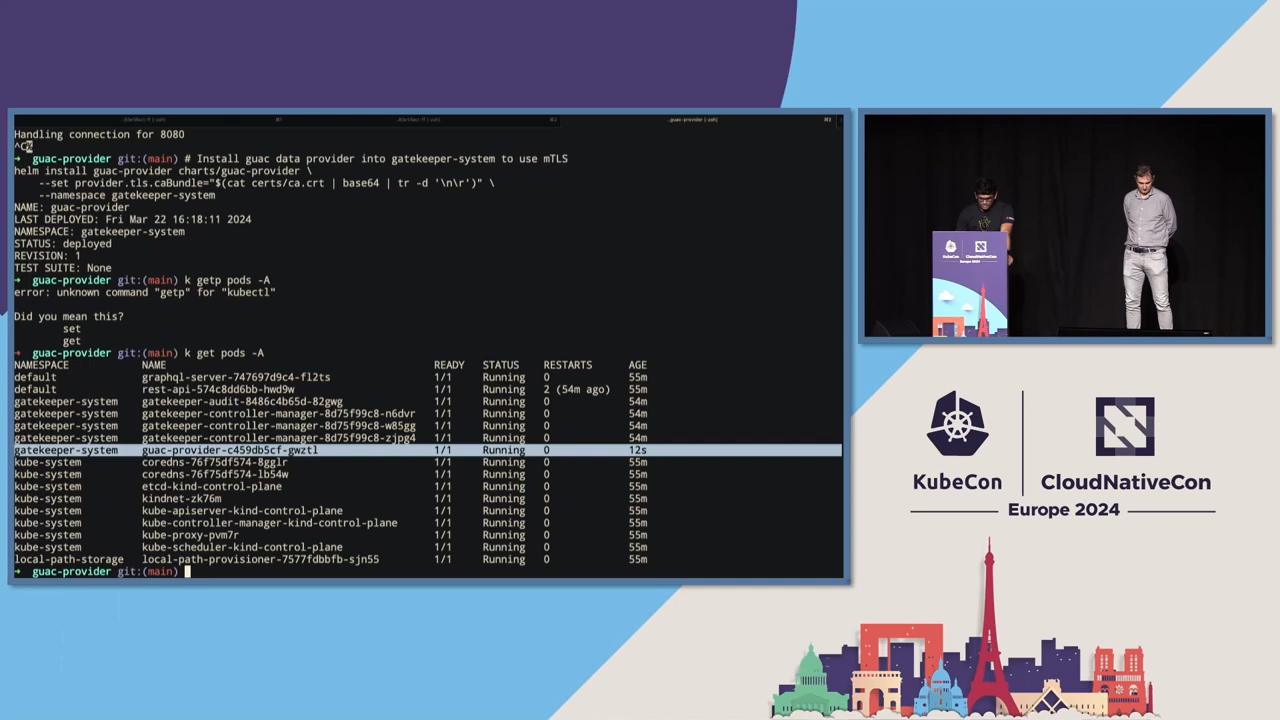 Handling connection for 8080
^C%
➜ guac-provider git:(main) # Install guac data provider into gatekeeper-system to use mTLS
helm install guac-provider charts/guac-provider \
--set provider.tls.caBundle="$(cat certs/ca.crt | base64 | tr -d '\n\r')" \
--namespace gatekeeper-system
NAME: guac-provider
LAST DEPLOYED: Fri Mar 22 16:18:11 2024
NAMESPACE: gatekeeper-system
STATUS: deployed
REVISION: 1
TEST SUITE: None
➜ guac-provider git:(main) k getp pods -A
error: unknown command "getp" for "kubectl"
Did you mean this?
set
get
➜ guac-provider git:(main) k get pods -A
NAMESPACE NAME READY STATUS RESTARTS AGE
default graphql-server-747697d9c4-fl2ts 1/1 Running 0 55m
default rest-api-574c8dd6bb-hwd9w 1/1 Running 2 (54m ago) 55m
gatekeeper-system gatekeeper-audit-8486c4b65d-82gwg 1/1 Running 0 54m
gatekeeper-system gatekeeper-controller-manager-8d75f99c8-n6dvr 1/1 Running 0 54m
gatekeeper-system gatekeeper-controller-manager-8d75f99c8-w85gg 1/1 Running 0 54m
gatekeeper-system gatekeeper-controller-manager-8d75f99c8-zjpg4 1/1 Running 0 54m
gatekeeper-system guac-provider-c459db5cf-gwztl 1/1 Running 0 12s
kube-system coredns-76f75df574-8gglr 1/1 Running 0 55m
kube-system coredns-76f75df574-lb54w 1/1 Running 0 55m
kube-system etcd-kind-control-plane 1/1 Running 0 55m
kube-system kindnet-zk76m 1/1 Running 0 55m
kube-system kube-apiserver-kind-control-plane 1/1 Running 0 55m
kube-system kube-controller-manager-kind-control-plane 1/1 Running 0 55m
kube-system kube-proxy-pvm7r 1/1 Running 0 55m
kube-system kube-scheduler-kind-control-plane 1/1 Running 0 55m
local-path-storage local-path-provisioner-7577fdbbfb-sjn55 1/1 Running 0 55m
➜ guac-provider git:(main)
KubeCon CloudNativeCon
Europe 2024
KubeCon CloudNativeCon
Europe 2024